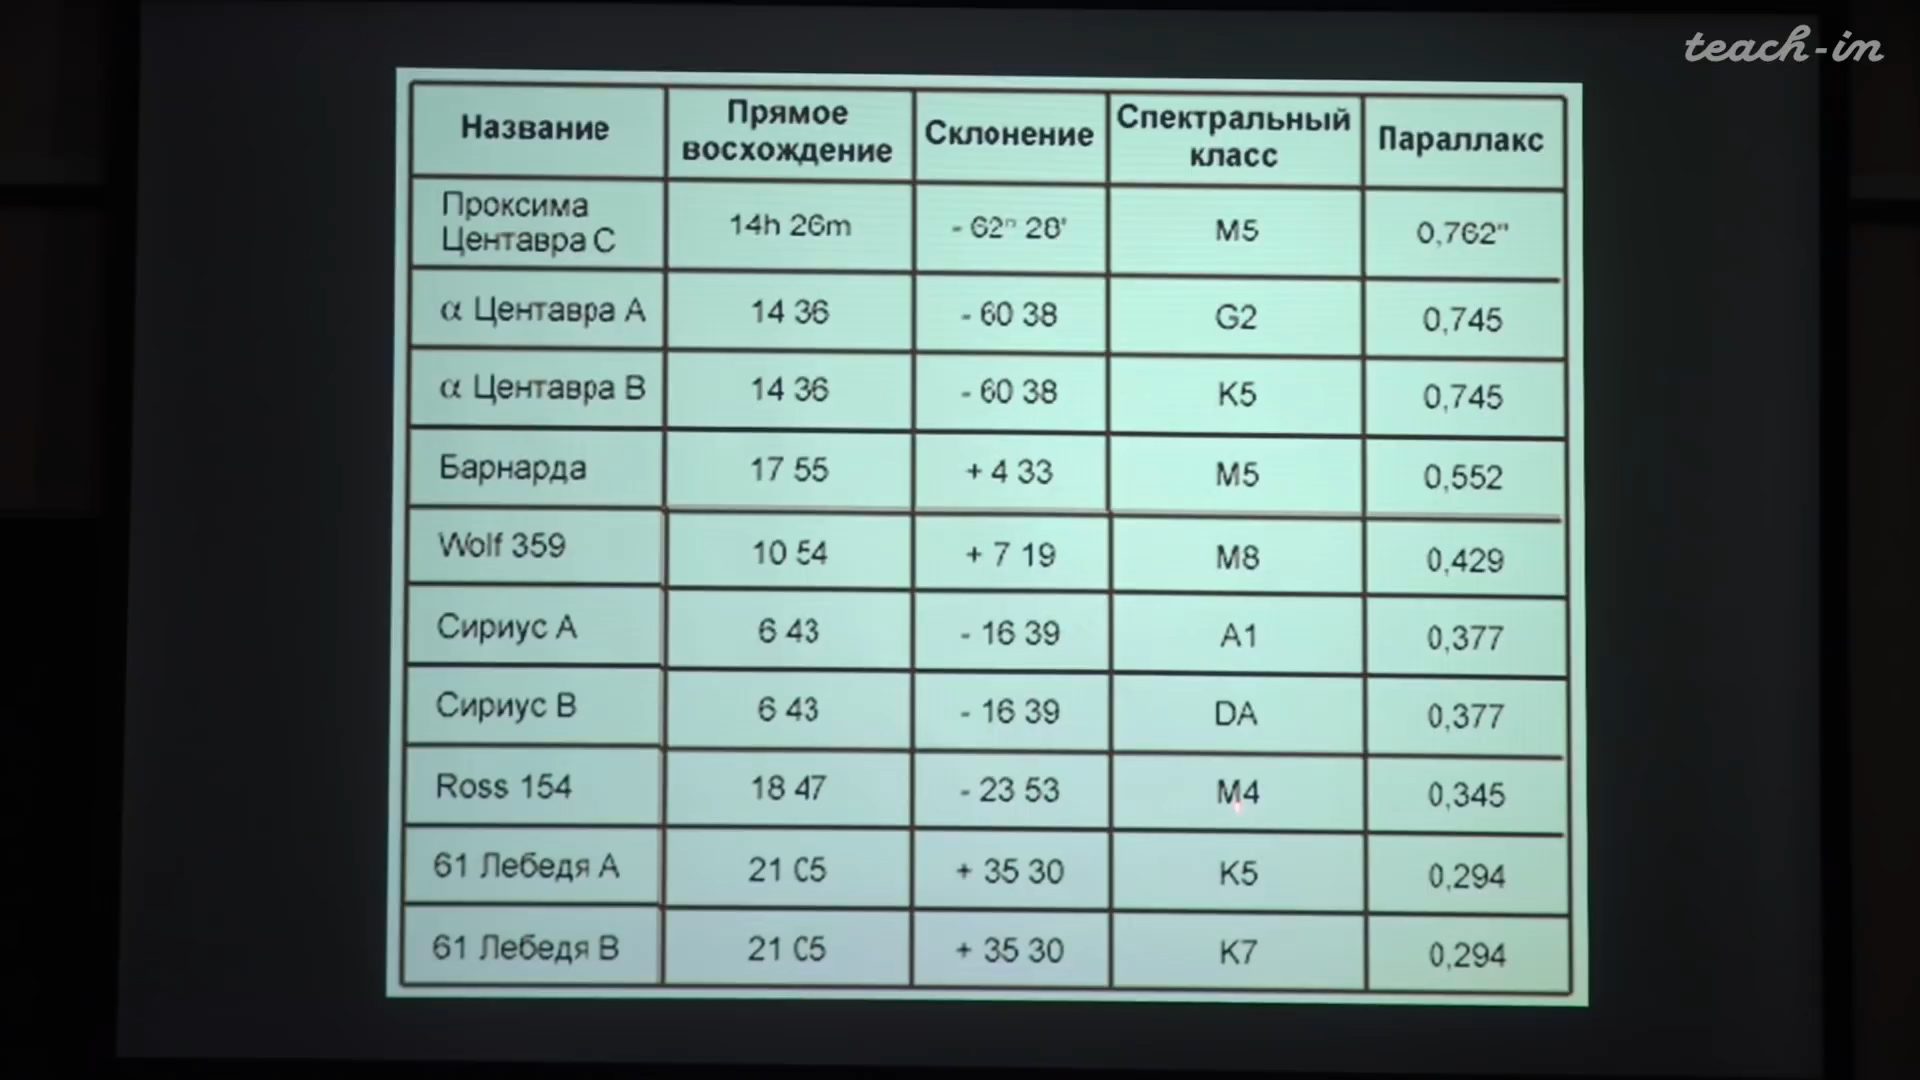 teach-in
Название Прямое восхождение Склонение Спектральный класс Параллакс
Проксима Центавра C 14h 26m - 62° 28' M5 0,762"
α Центавра A 14 36 - 60 38 G2 0,745
α Центавра B 14 36 - 60 38 K5 0,745
Барнарда 17 55 + 4 33 M5 0,552
Wolf 359 10 54 + 7 19 M8 0,429
Сириус A 6 43 - 16 39 A1 0,377
Сириус B 6 43 - 16 39 DA 0,377
Ross 154 18 47 - 23 53 M4 0,345
61 Лебедя A 21 05 + 35 30 K5 0,294
61 Лебедя B 21 05 + 35 30 K7 0,294